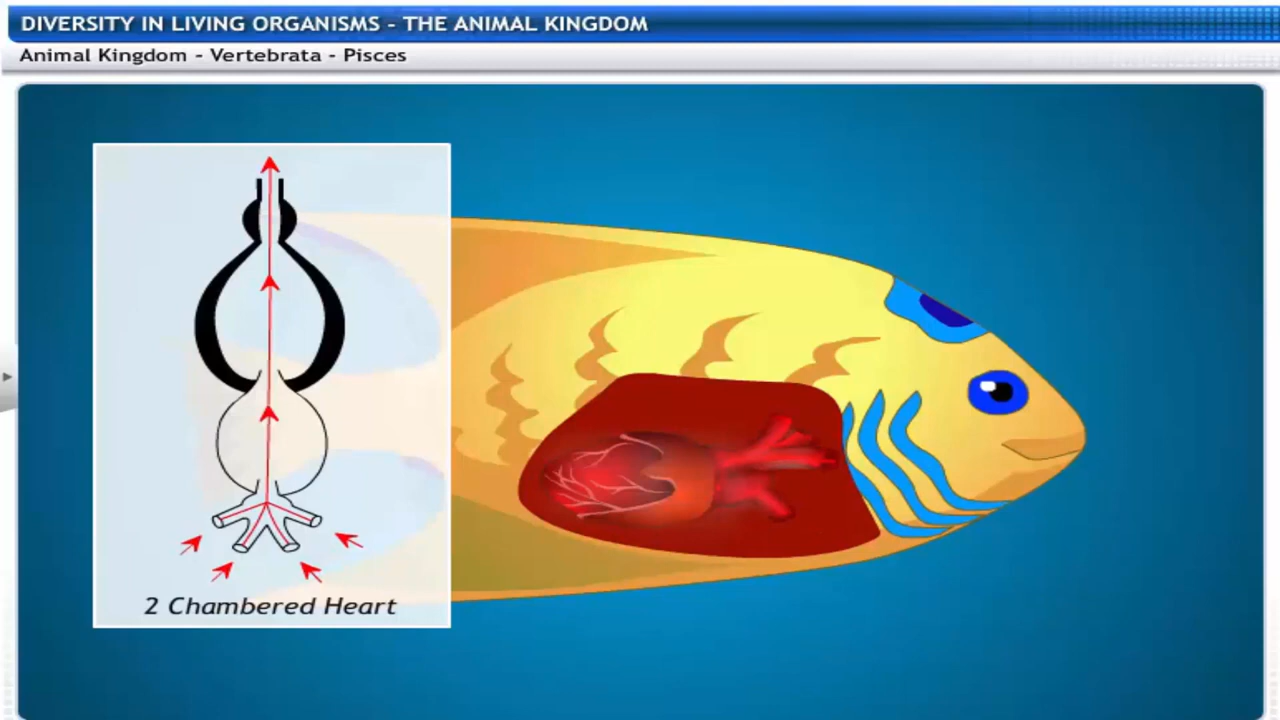 DIVERSITY IN LIVING ORGANISMS - THE ANIMAL KINGDOM
Animal Kingdom - Vertebrata - Pisces
2 Chambered Heart